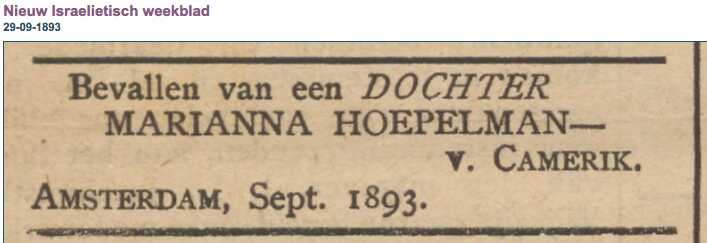 Nieuw Israelietisch weekblad
29-09-1893
Bevallen van een DOCHTER
MARIANNA HOEPELMAN—
v. CAMERIK.
AMSTERDAM, Sept. 1893.